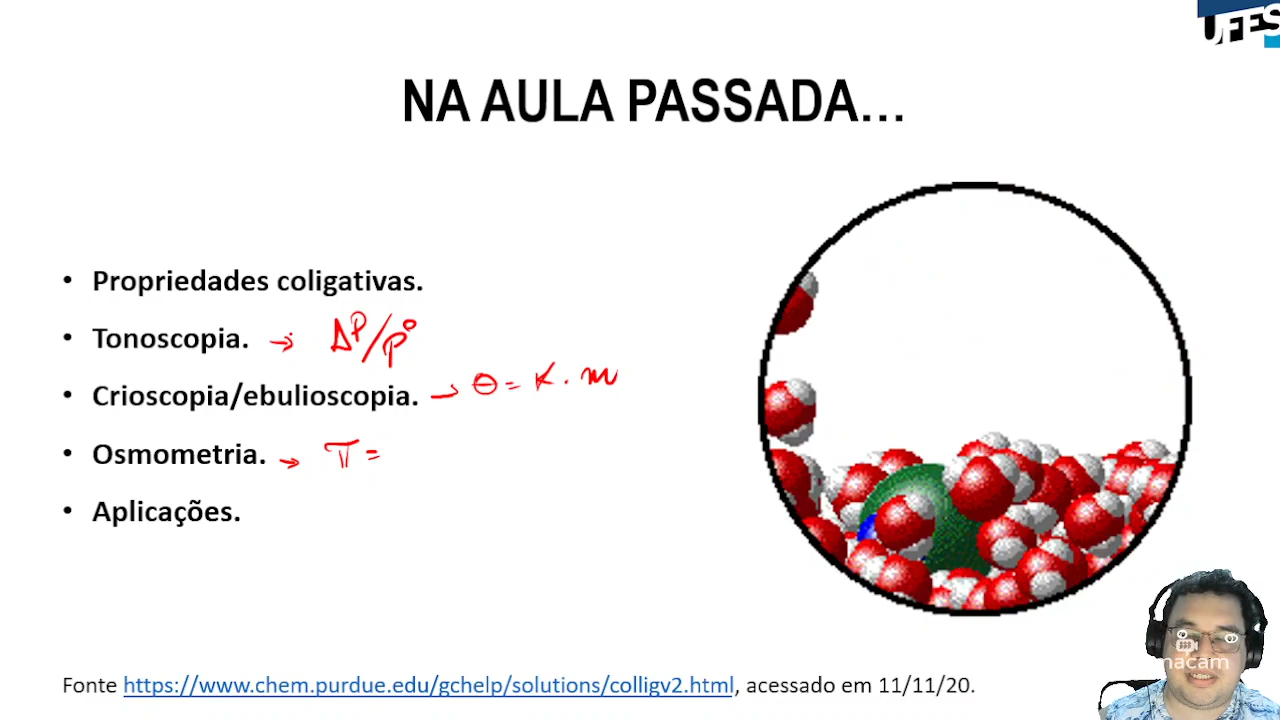 UFES
NA AULA PASSADA...
• Propriedades coligativas.
• Tonoscopia. → ΔP/P°
• Crioscopia/ebulioscopia. → θ = K . m
• Osmometria. → π =
• Aplicações.
Fonte https://www.chem.purdue.edu/gchelp/solutions/colligv2.html, acessado em 11/11/20.